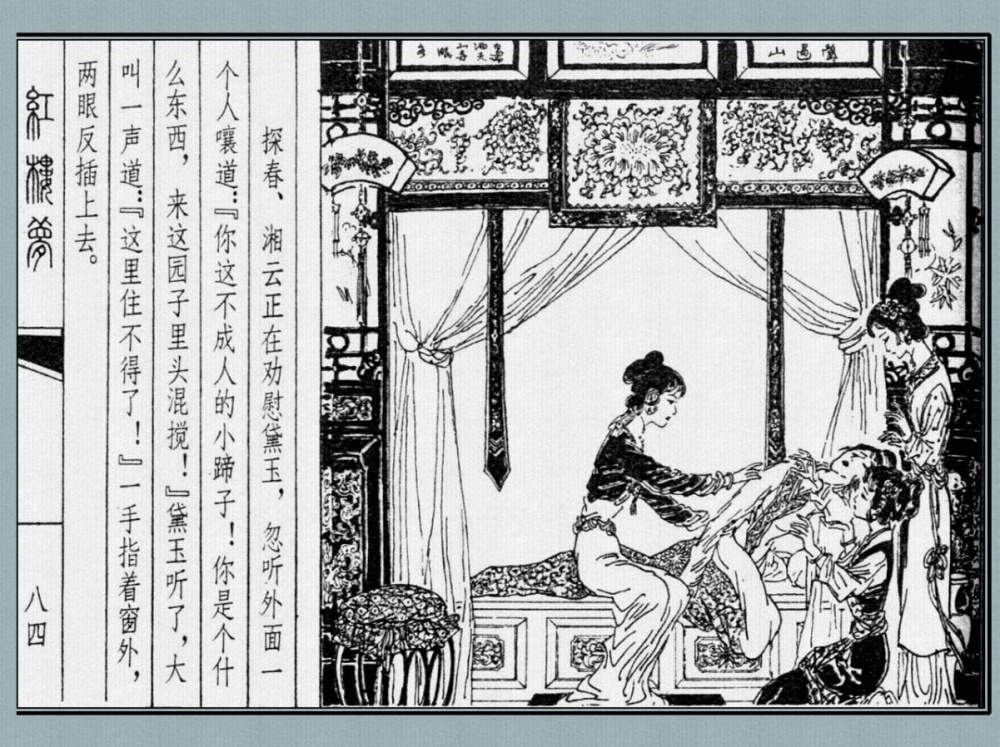 探春、湘云正在劝慰黛玉，忽听外面一
个人嚷道：『你这不成人的小蹄子！你是个什
么东西，来这园子里头混搅！』黛玉听了，大
叫一声道：『这里住不得了！』一手指着窗外，
两眼反插上去。
紅樓夢
八四